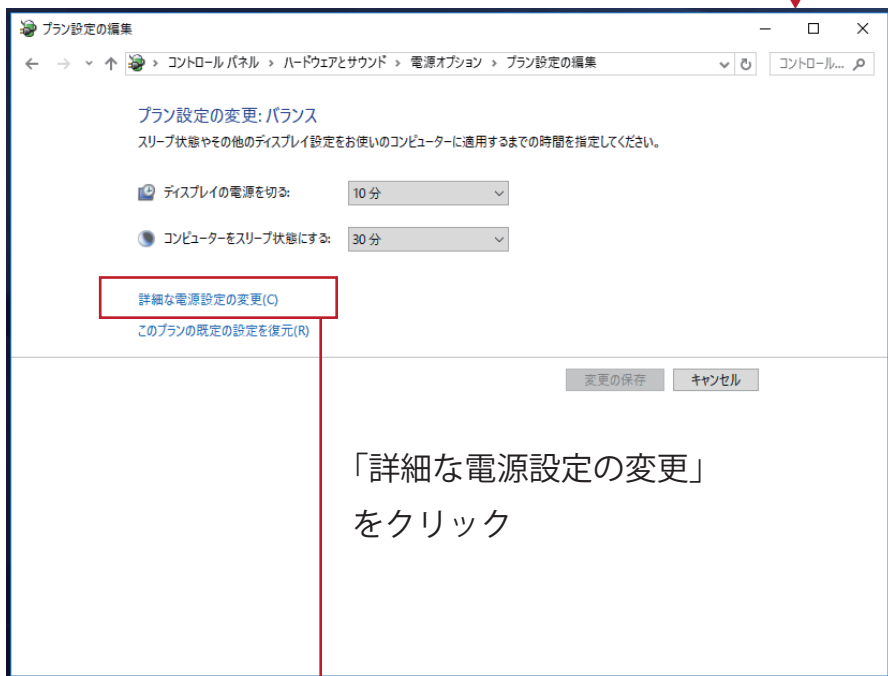 プラン設定の編集
コントロール パネル › ハードウェアとサウンド › 電源オプション › プラン設定の編集
コントロール...
プラン設定の変更: バランス
スリープ状態やその他のディスプレイ設定をお使いのコンピューターに適用するまでの時間を指定してください。
ディスプレイの電源を切る: 10 分
コンピューターをスリープ状態にする: 30 分
詳細な電源設定の変更(C)
このプランの既定の設定を復元(R)
変更の保存 キャンセル
「詳細な電源設定の変更」
をクリック